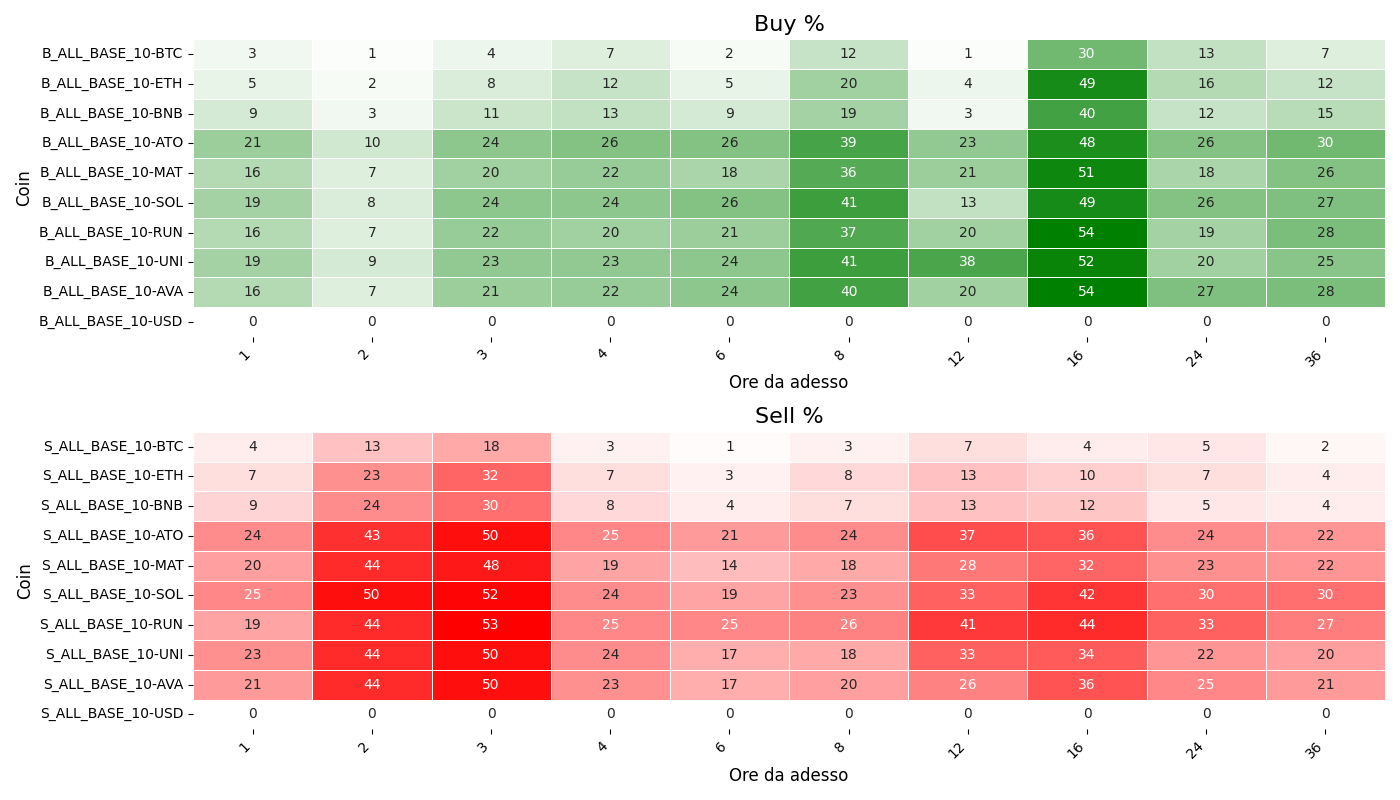 Buy %
Coin
B_ALL_BASE_10-BTC 3 1 4 7 2 12 1 30 13 7
B_ALL_BASE_10-ETH 5 2 8 12 5 20 4 49 16 12
B_ALL_BASE_10-BNB 9 3 11 13 9 19 3 40 12 15
B_ALL_BASE_10-ATO 21 10 24 26 26 39 23 48 26 30
B_ALL_BASE_10-MAT 16 7 20 22 18 36 21 51 18 26
B_ALL_BASE_10-SOL 19 8 24 24 26 41 13 49 26 27
B_ALL_BASE_10-RUN 16 7 22 20 21 37 20 54 19 28
B_ALL_BASE_10-UNI 19 9 23 23 24 41 38 52 20 25
B_ALL_BASE_10-AVA 16 7 21 22 24 40 20 54 27 28
B_ALL_BASE_10-USD 0 0 0 0 0 0 0 0 0 0
1 2 3 4 6 8 12 16 24 36
Ore da adesso
Sell %
Coin
S_ALL_BASE_10-BTC 4 13 18 3 1 3 7 4 5 2
S_ALL_BASE_10-ETH 7 23 32 7 3 8 13 10 7 4
S_ALL_BASE_10-BNB 9 24 30 8 4 7 13 12 5 4
S_ALL_BASE_10-ATO 24 43 50 25 21 24 37 36 24 22
S_ALL_BASE_10-MAT 20 44 48 19 14 18 28 32 23 22
S_ALL_BASE_10-SOL 25 50 52 24 19 23 33 42 30 30
S_ALL_BASE_10-RUN 19 44 53 25 25 26 41 44 33 27
S_ALL_BASE_10-UNI 23 44 50 24 17 18 33 34 22 20
S_ALL_BASE_10-AVA 21 44 50 23 17 20 26 36 25 21
S_ALL_BASE_10-USD 0 0 0 0 0 0 0 0 0 0
1 2 3 4 6 8 12 16 24 36
Ore da adesso